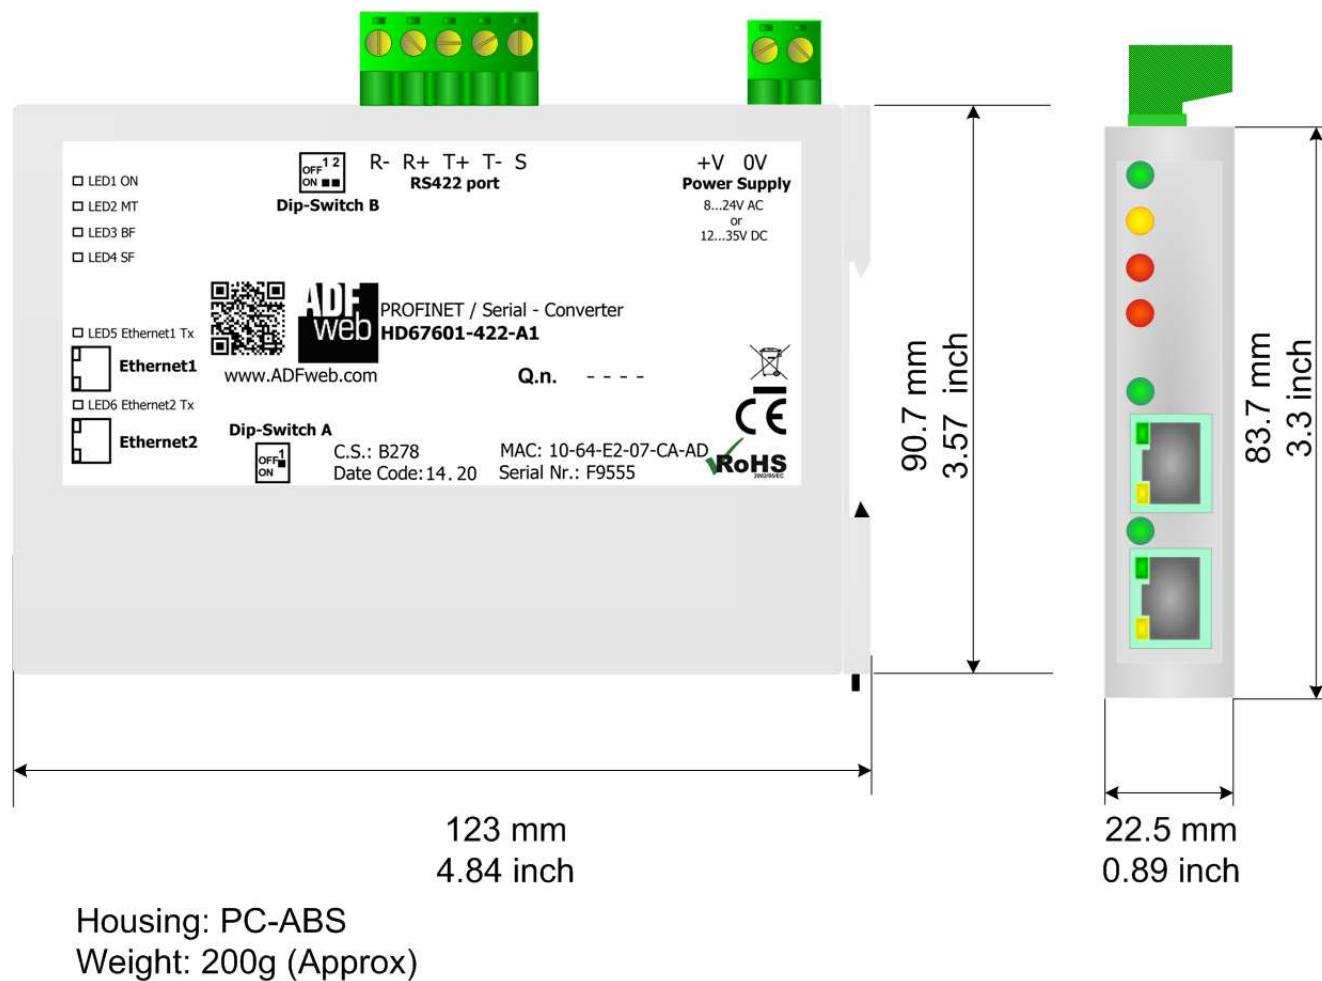 R- R+ T+ T- S
RS422 port
OFF 1 2
ON
Dip-Switch B
+V 0V
Power Supply
8...24V AC
or
12...35V DC
LED1 ON
LED2 MT
LED3 BF
LED4 SF
ADF
web
PROFINET / Serial - Converter
HD67601-422-A1
www.ADFweb.com
Q.n. - - - -
LED5 Ethernet1 Tx
Ethernet1
LED6 Ethernet2 Tx
Ethernet2
Dip-Switch A
OFF 1
ON
C.S.: B278
Date Code: 14. 20
MAC: 10-64-E2-07-CA-AD
Serial Nr.: F9555
CE
RoHS
2002/95/EC
90.7 mm
3.57 inch
83.7 mm
3.3 inch
123 mm
4.84 inch
22.5 mm
0.89 inch
Housing: PC-ABS
Weight: 200g (Approx)